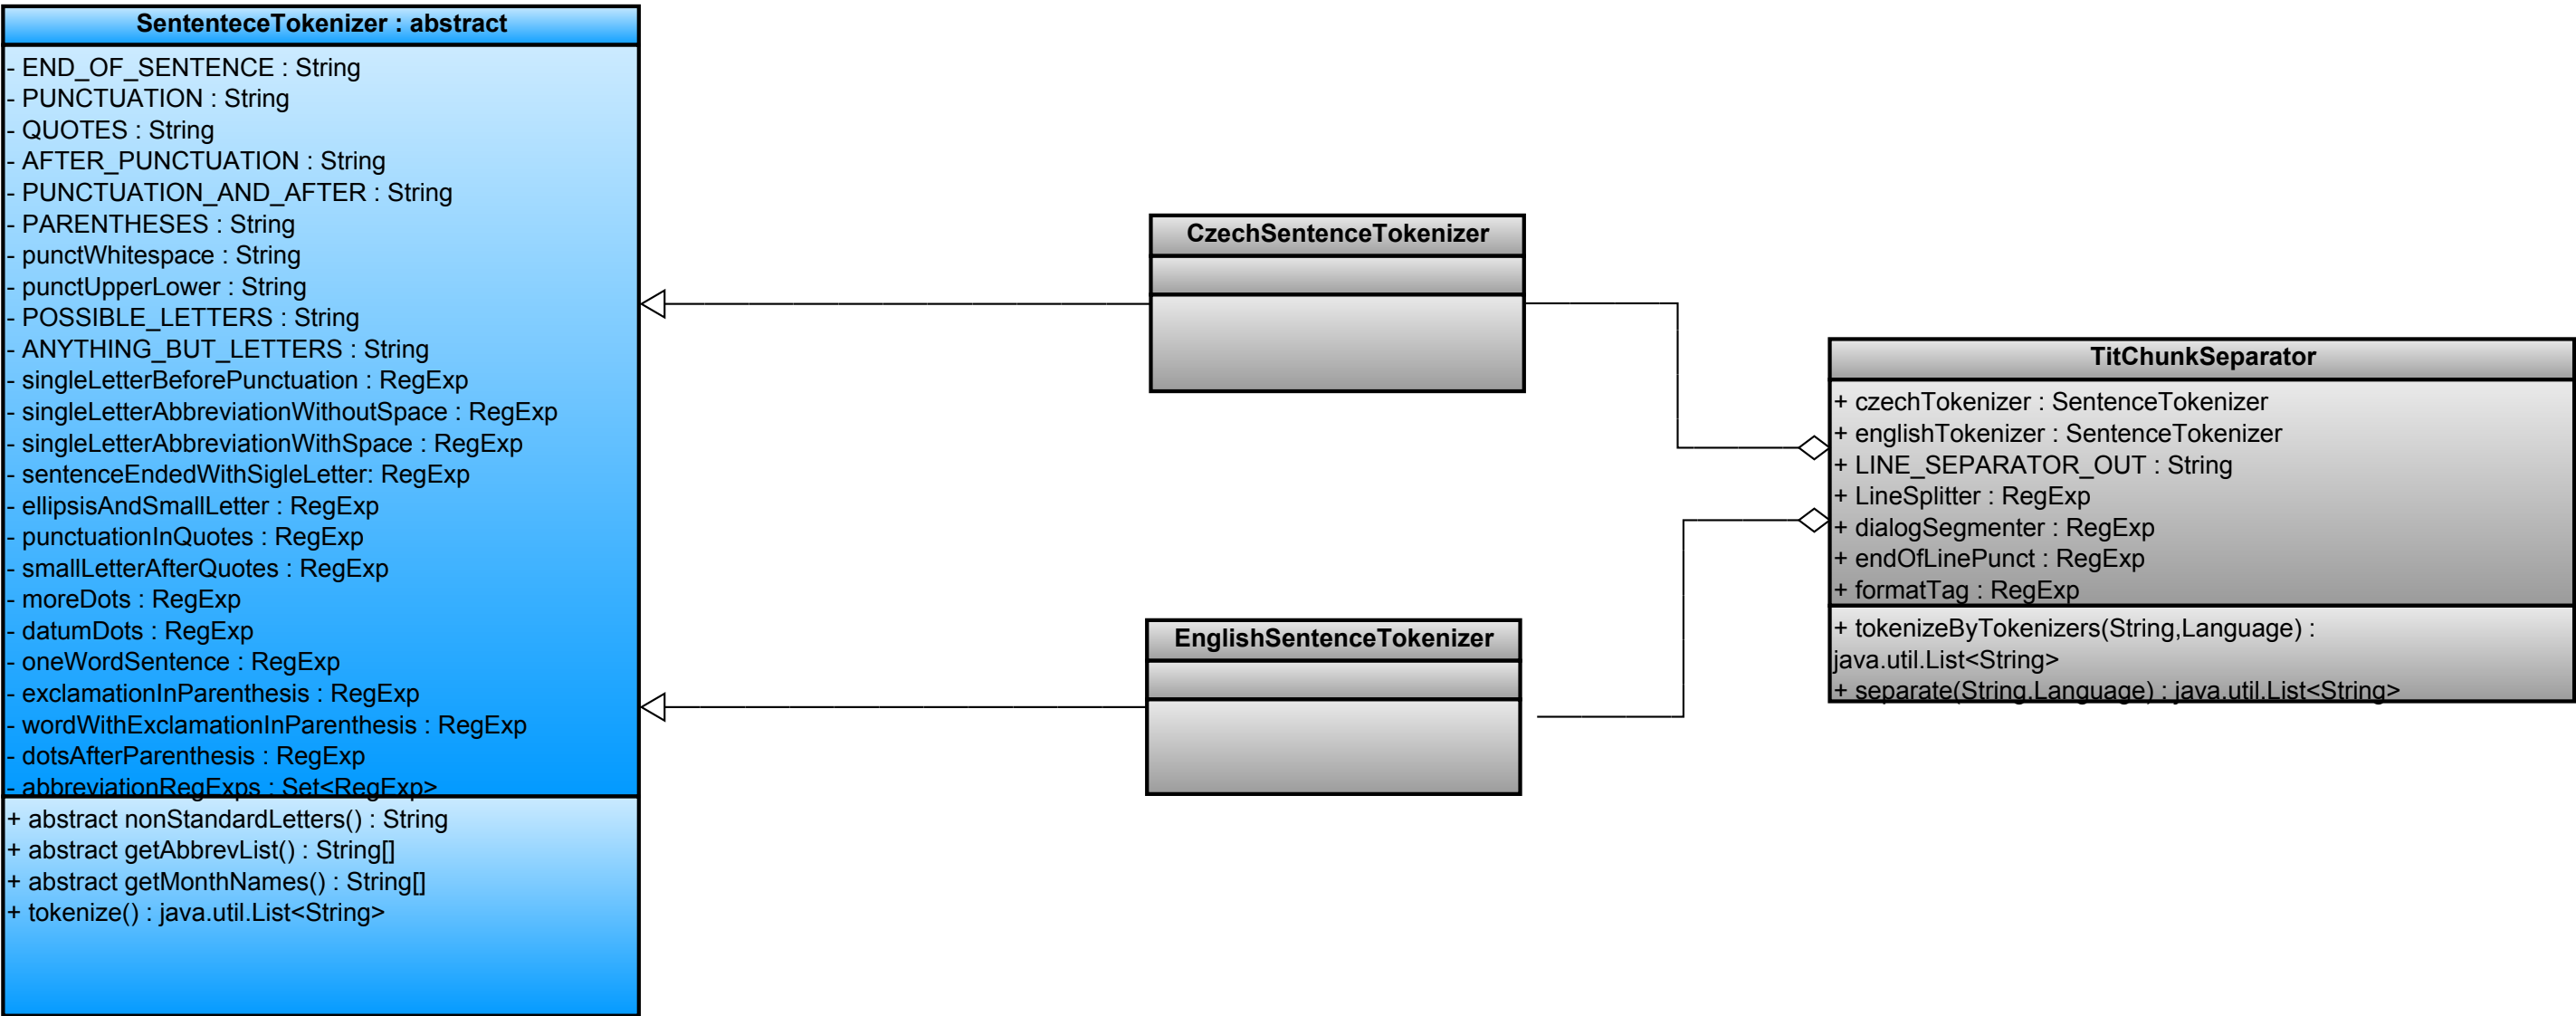 SententeceTokenizer : abstract
- END_OF_SENTENCE : String
- PUNCTUATION : String
- QUOTES : String
- AFTER_PUNCTUATION : String
- PUNCTUATION_AND_AFTER : String
- PARENTHESES : String
- punctWhitespace : String
- punctUpperLower : String
- POSSIBLE_LETTERS : String
- ANYTHING_BUT_LETTERS : String
- singleLetterBeforePunctuation : RegExp
- singleLetterAbbreviationWithoutSpace : RegExp
- singleLetterAbbreviationWithSpace : RegExp
- sentenceEndedWithSigleLetter: RegExp
- ellipsisAndSmallLetter : RegExp
- punctuationInQuotes : RegExp
- smallLetterAfterQuotes : RegExp
- moreDots : RegExp
- datumDots : RegExp
- oneWordSentence : RegExp
- exclamationInParenthesis : RegExp
- wordWithExclamationInParenthesis : RegExp
- dotsAfterParenthesis : RegExp
- abbreviationRegExps : Set<RegExp>
+ abstract nonStandardLetters() : String
+ abstract getAbbrevList() : String[]
+ abstract getMonthNames() : String[]
+ tokenize() : java.util.List<String>
CzechSentenceTokenizer
EnglishSentenceTokenizer
TitChunkSeparator
+ czechTokenizer : SentenceTokenizer
+ englishTokenizer : SentenceTokenizer
+ LINE_SEPARATOR_OUT : String
+ LineSplitter : RegExp
+ dialogSegmenter : RegExp
+ endOfLinePunct : RegExp
+ formatTag : RegExp
+ tokenizeByTokenizers(String,Language) :
java.util.List<String>
+ separate(String,Language) : java.util.List<String>